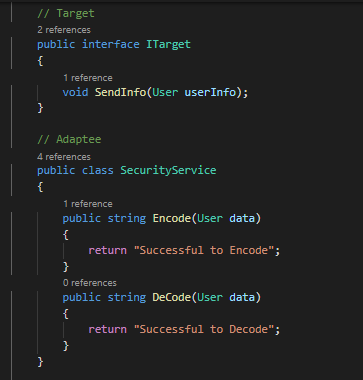 // Target
2 references
public interface ITarget
{
1 reference
void SendInfo(User userInfo);
}
// Adaptee
4 references
public class SecurityService
{
1 reference
public string Encode(User data)
{
return "Successful to Encode";
}
0 references
public string DeCode(User data)
{
return "Successful to Decode";
}
}